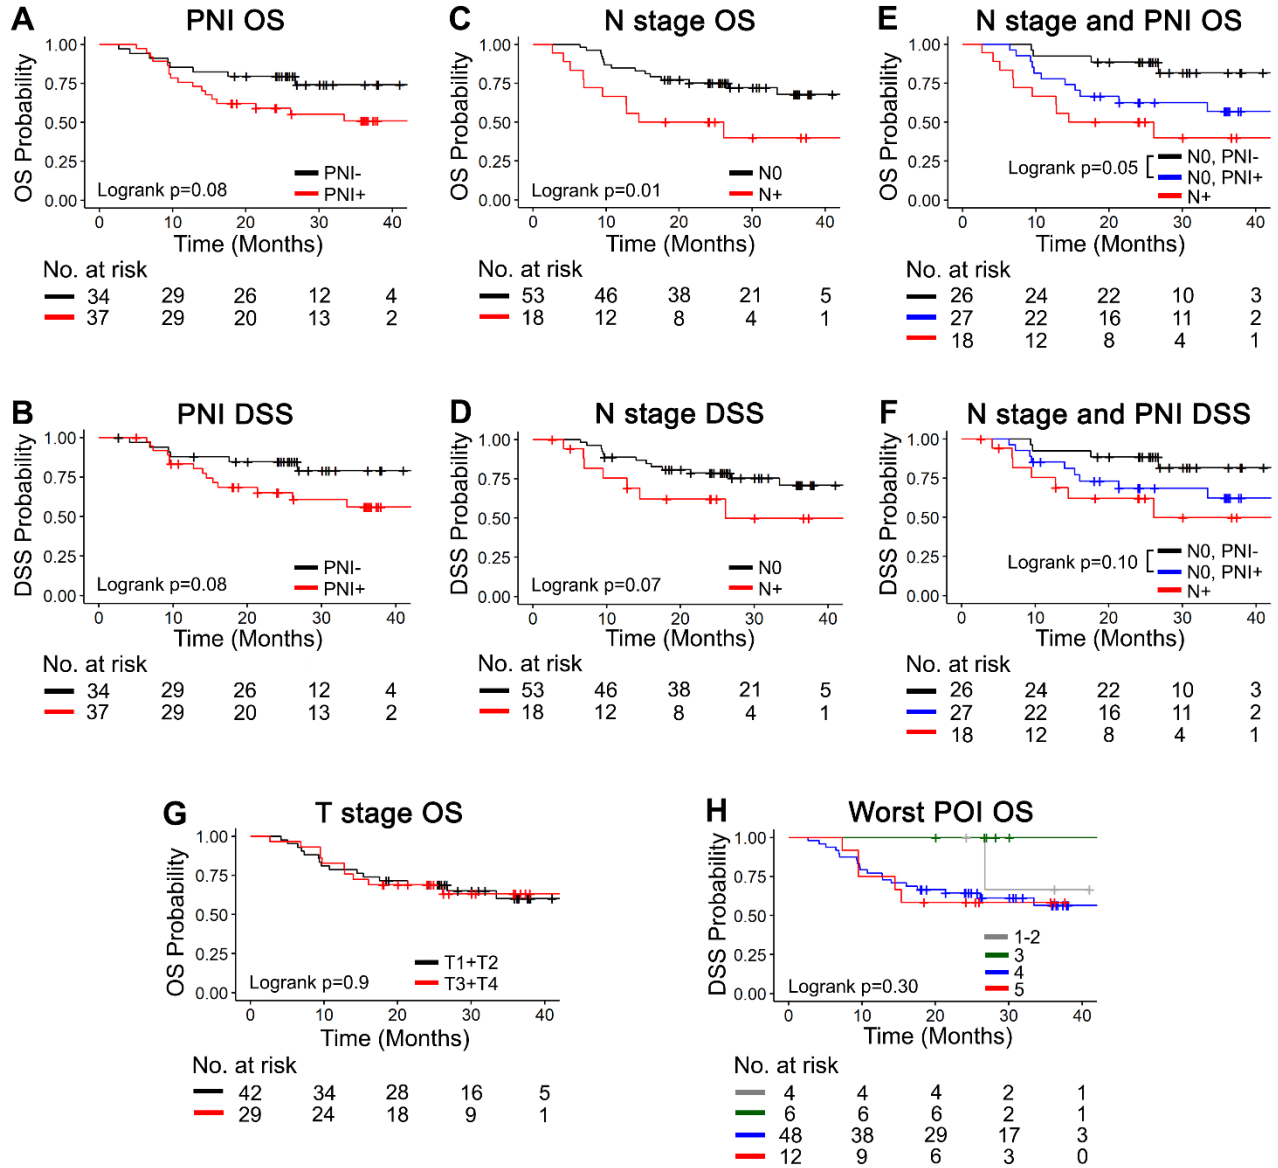 A
PNI OS
OS Probability
1.00
0.75
0.50
0.25
0.00
Logrank p=0.08
PNI-
PNI+
0 10 20 30 40
Time (Months)
No. at risk
34 29 26 12 4
37 29 20 13 2
C
N stage OS
OS Probability
1.00
0.75
0.50
0.25
0.00
Logrank p=0.01
N0
N+
0 10 20 30 40
Time (Months)
No. at risk
53 46 38 21 5
18 12 8 4 1
E
N stage and PNI OS
OS Probability
1.00
0.75
0.50
0.25
0.00
Logrank p=0.05
N0, PNI-
N0, PNI+
N+
0 10 20 30 40
Time (Months)
No. at risk
26 24 22 10 3
27 22 16 11 2
18 12 8 4 1
B
PNI DSS
DSS Probability
1.00
0.75
0.50
0.25
0.00
Logrank p=0.08
PNI-
PNI+
0 10 20 30 40
Time (Months)
No. at risk
34 29 26 12 4
37 29 20 13 2
D
N stage DSS
DSS Probability
1.00
0.75
0.50
0.25
0.00
Logrank p=0.07
N0
N+
0 10 20 30 40
Time (Months)
No. at risk
53 46 38 21 5
18 12 8 4 1
F
N stage and PNI DSS
DSS Probability
1.00
0.75
0.50
0.25
0.00
Logrank p=0.10
N0, PNI-
N0, PNI+
N+
0 10 20 30 40
Time (Months)
No. at risk
26 24 22 10 3
27 22 16 11 2
18 12 8 4 1
G
T stage OS
OS Probability
1.00
0.75
0.50
0.25
0.00
Logrank p=0.9
T1+T2
T3+T4
0 10 20 30 40
Time (Months)
No. at risk
42 34 28 16 5
29 24 18 9 1
H
Worst POI OS
DSS Probability
1.00
0.75
0.50
0.25
0.00
Logrank p=0.30
1-2
3
4
5
0 10 20 30 40
Time (Months)
No. at risk
4 4 4 2 1
6 6 6 2 1
48 38 29 17 3
12 9 6 3 0